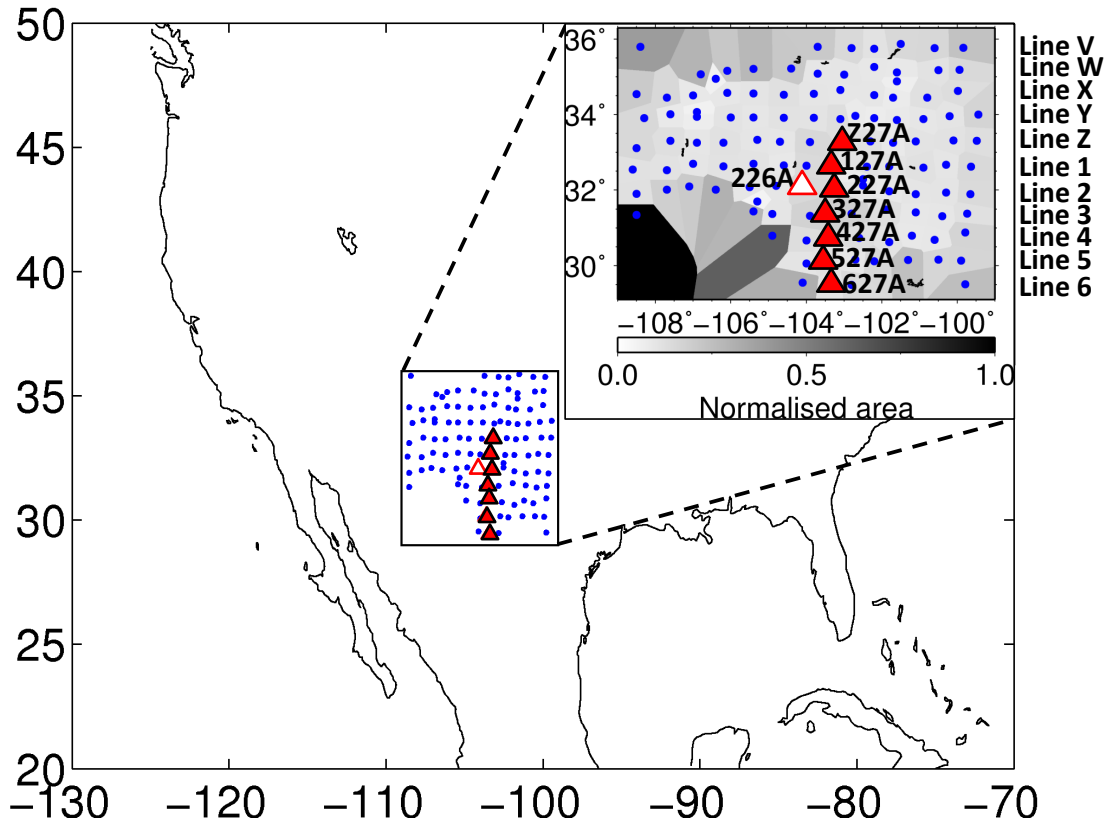 50
45
40
35
30
25
20
−130 −120 −110 −100 −90 −80 −70
36˚
34˚
32˚
30˚
−108˚ −106˚ −104˚ −102˚ −100˚
Z27A
127A
226A 227A
327A
427A
527A
627A
Line V
Line W
Line X
Line Y
Line Z
Line 1
Line 2
Line 3
Line 4
Line 5
Line 6
0.0 0.5 1.0
Normalised area